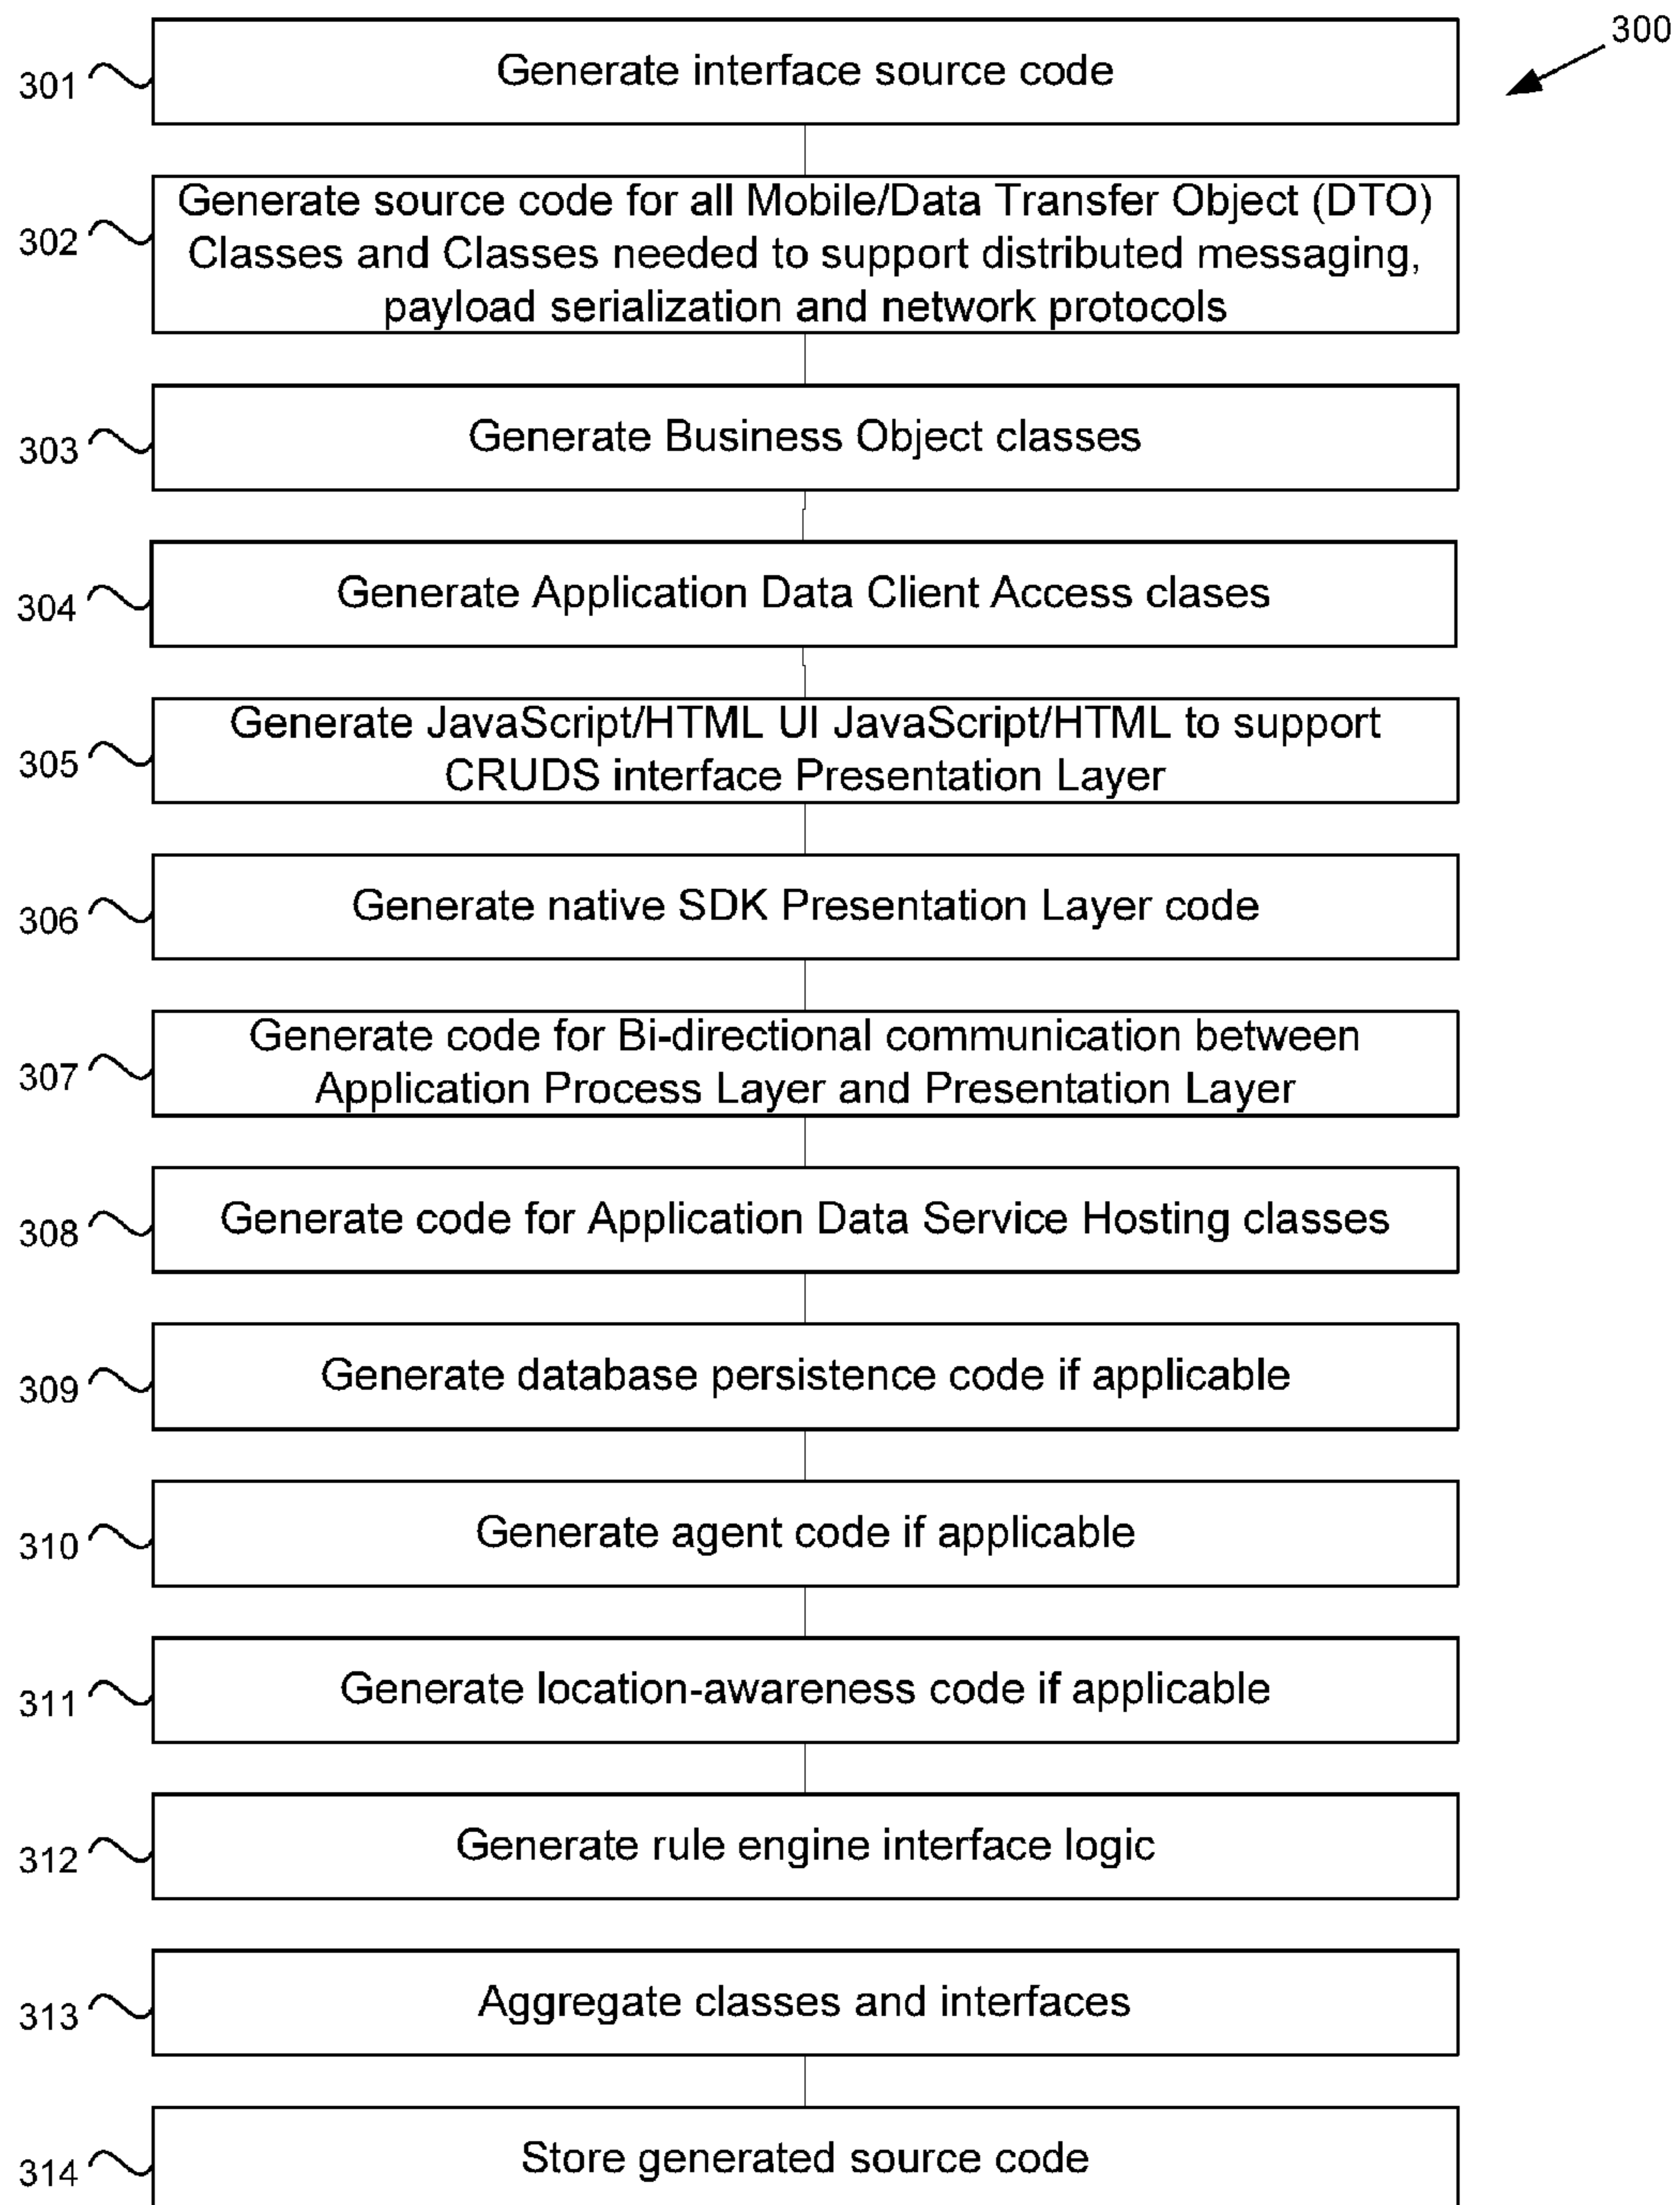 300
301
Generate interface source code
302
Generate source code for all Mobile/Data Transfer Object (DTO)
Classes and Classes needed to support distributed messaging,
payload serialization and network protocols
303
Generate Business Object classes
304
Generate Application Data Client Access clases
305
Generate JavaScript/HTML UI JavaScript/HTML to support
CRUDS interface Presentation Layer
306
Generate native SDK Presentation Layer code
307
Generate code for Bi-directional communication between
Application Process Layer and Presentation Layer
308
Generate code for Application Data Service Hosting classes
309
Generate database persistence code if applicable
310
Generate agent code if applicable
311
Generate location-awareness code if applicable
312
Generate rule engine interface logic
313
Aggregate classes and interfaces
314
Store generated source code